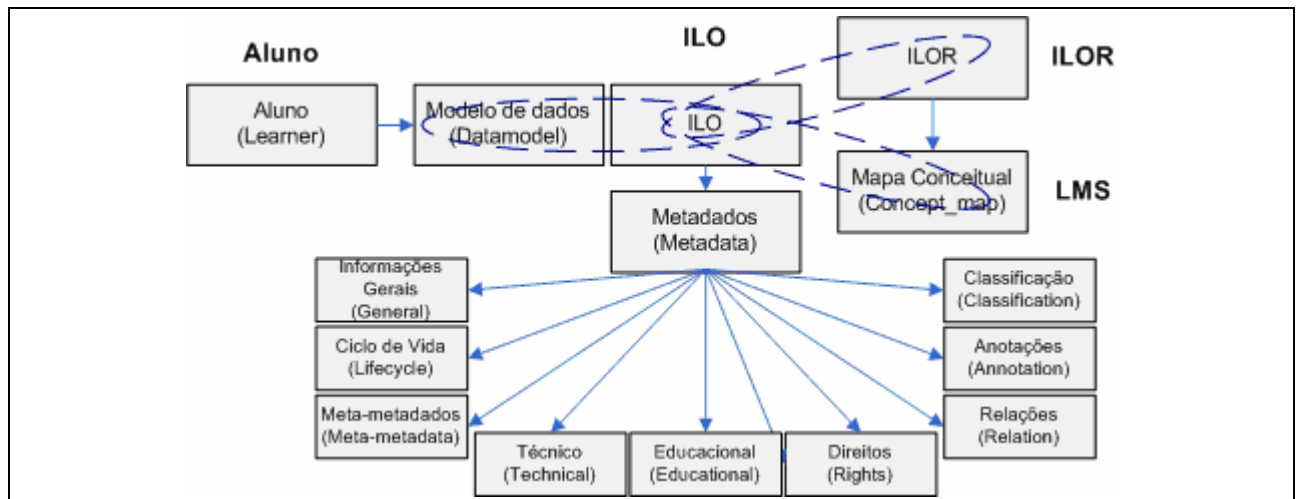 Aluno
ILO
ILOR
ILOR
Aluno
(Learner)
Modelo de dados
(Datamodel)
ILO
Mapa Conceitual
(Concept_map)
LMS
Metadados
(Metadata)
Informações
Gerais
(General)
Classificação
(Classification)
Ciclo de Vida
(Lifecycle)
Anotações
(Annotation)
Meta-metadados
(Meta-metadata)
Relações
(Relation)
Técnico
(Technical)
Educacional
(Educational)
Direitos
(Rights)